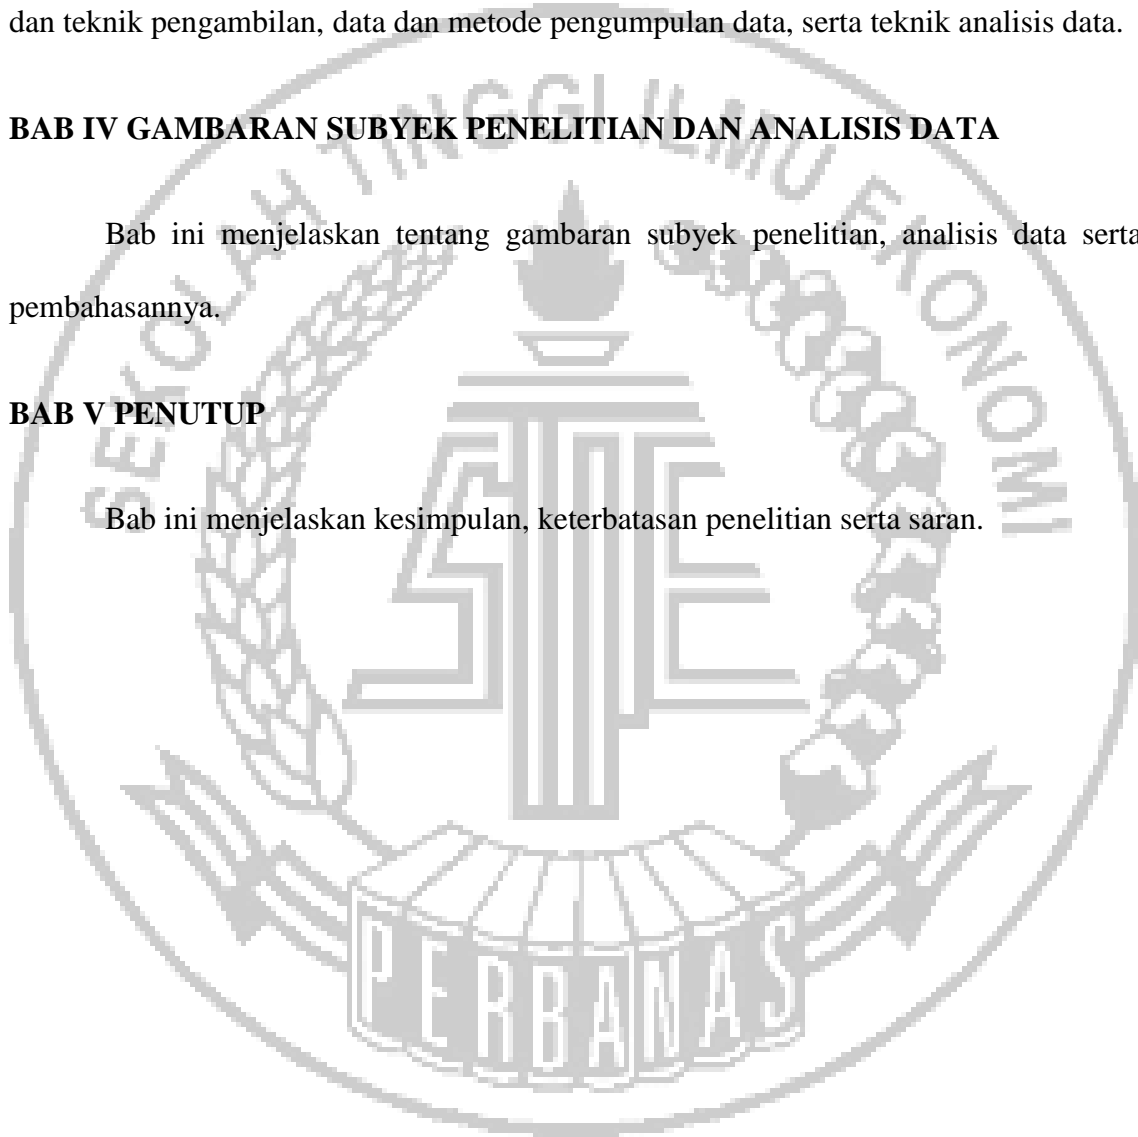 dan teknik pengambilan, data dan metode pengumpulan data, serta teknik analisis data.
BAB IV GAMBARAN SUBYEK PENELITIAN DAN ANALISIS DATA
Bab ini menjelaskan tentang gambaran subyek penelitian, analisis data serta
pembahasannya.
BAB V PENUTUP
Bab ini menjelaskan kesimpulan, keterbatasan penelitian serta saran.
SEKOLAH TINGGI ILMU EKONOMI
STIE
PERBANAS